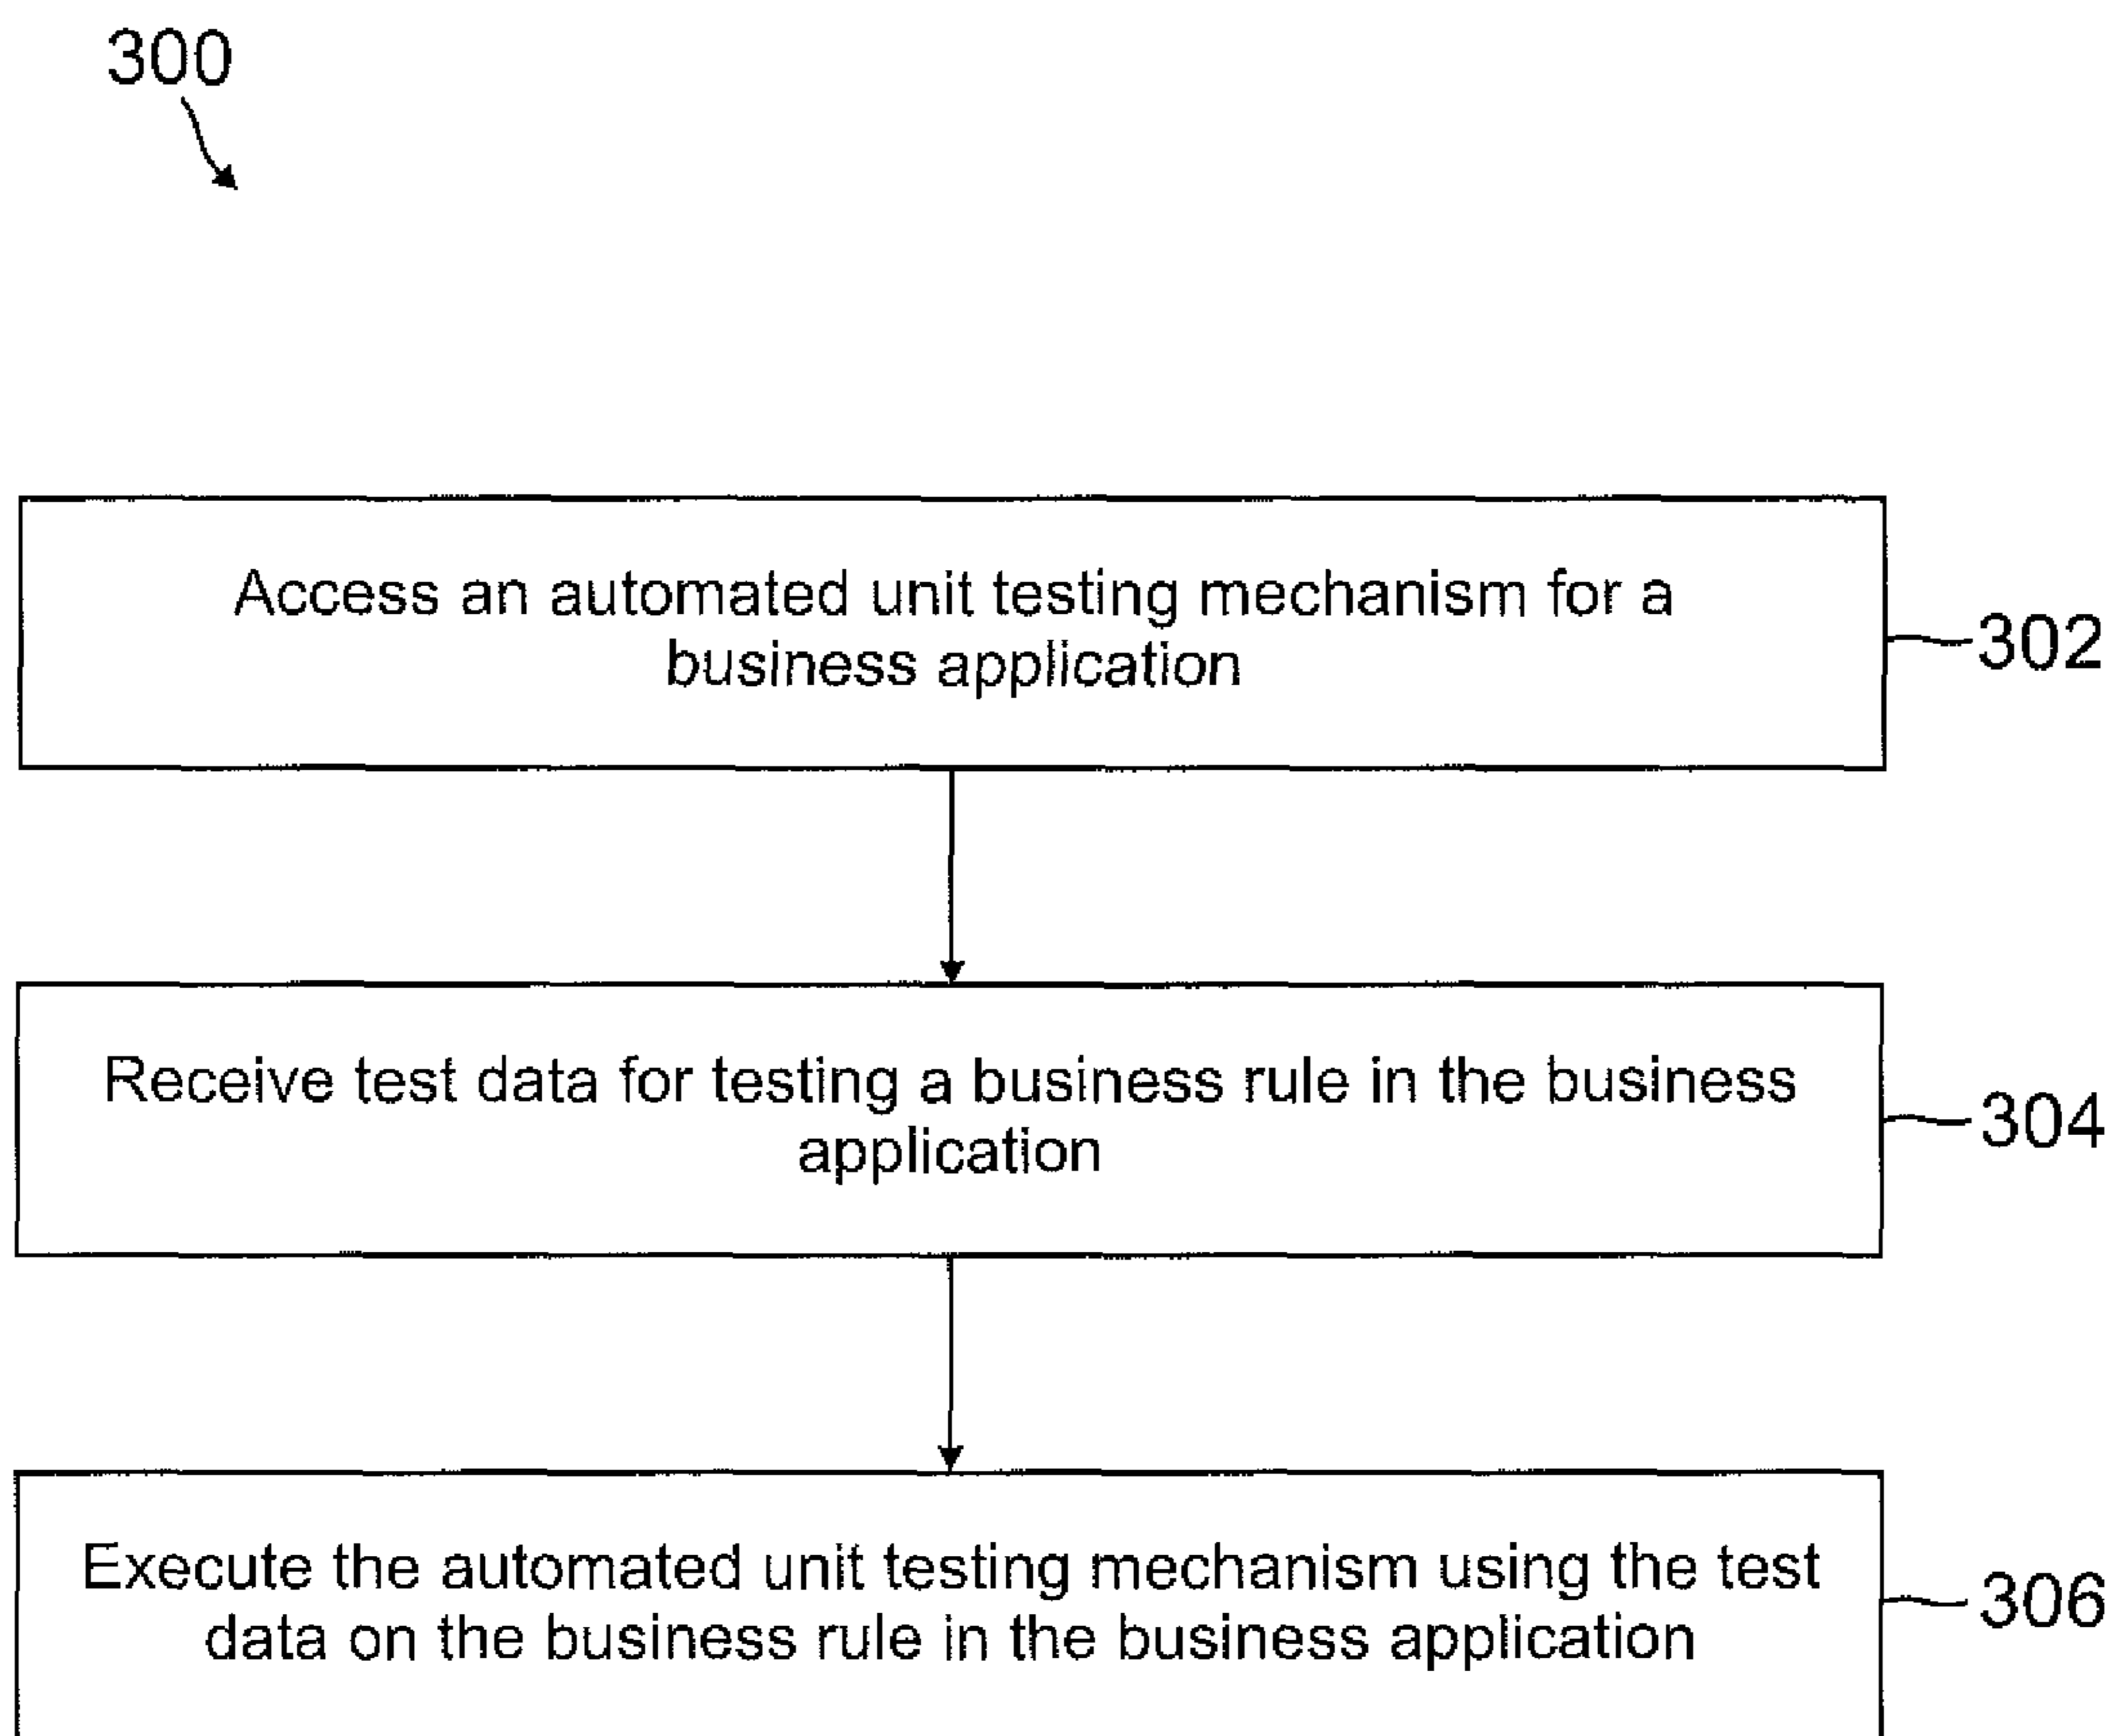 300
Access an automated unit testing mechanism for a
business application
302
Receive test data for testing a business rule in the business
application
304
Execute the automated unit testing mechanism using the test
data on the business rule in the business application
306